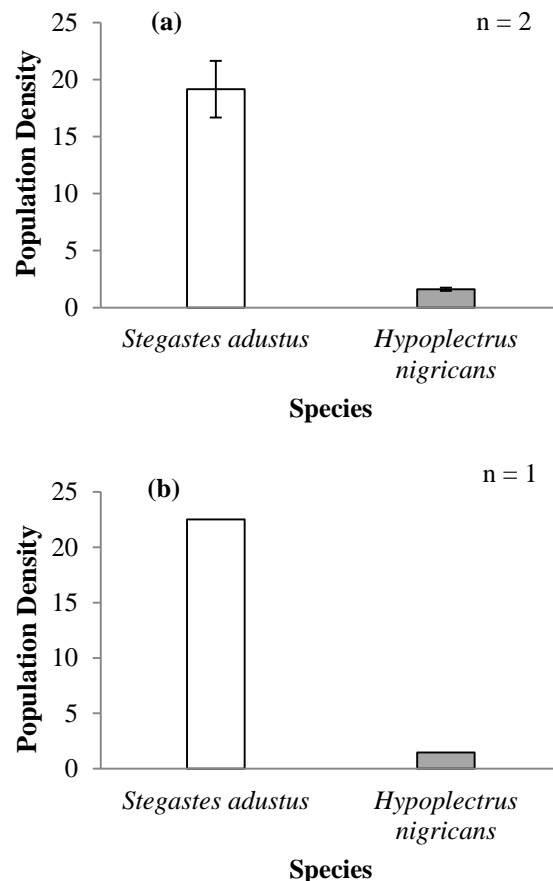 (a)
n = 2
Population Density
25
20
15
10
5
0
Stegastes adustus
Hypoplectrus
nigricans
Species
(b)
n = 1
Population Density
25
20
15
10
5
0
Stegastes adustus
Hypoplectrus
nigricans
Species